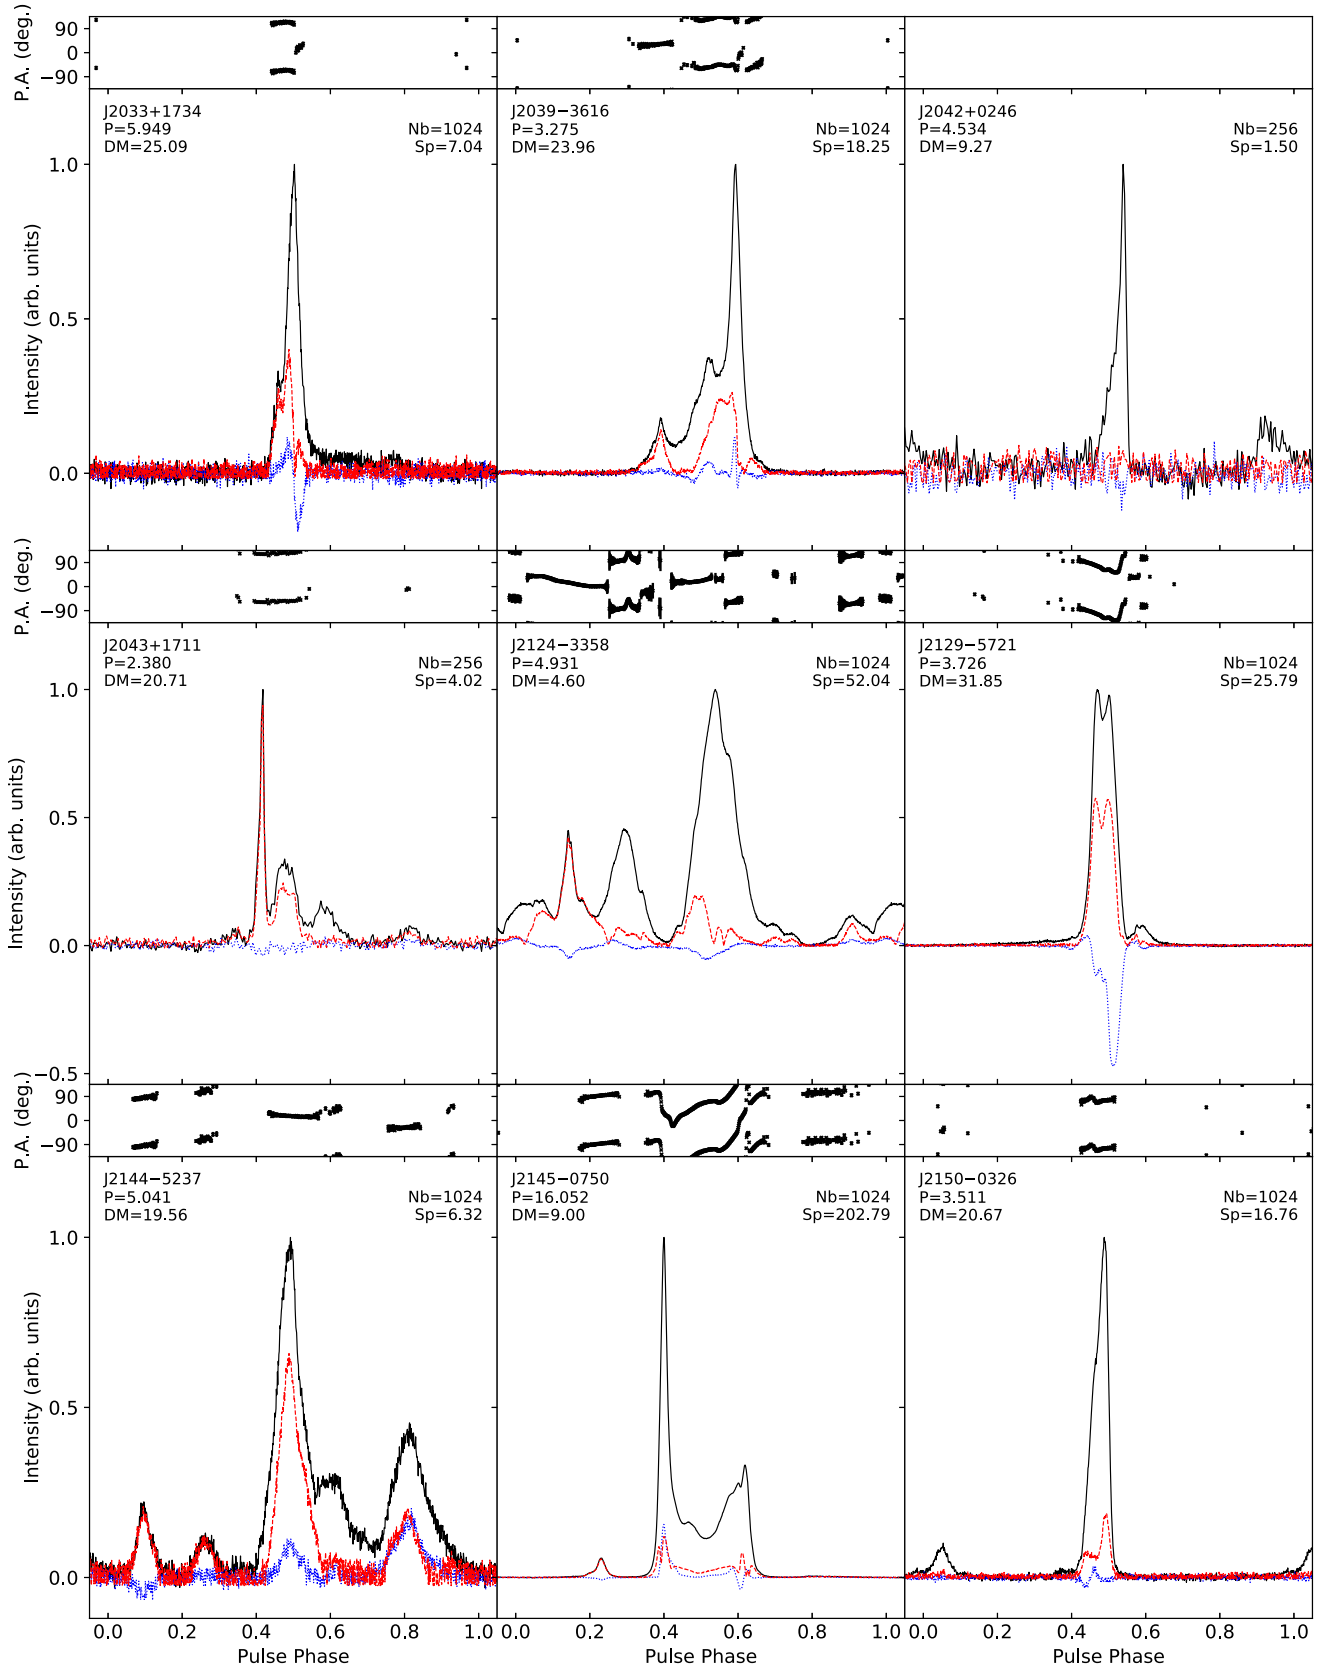 P.A. (deg.)
90
0
−90
J2033+1734
P=5.949
DM=25.09
Nb=1024
Sp=7.04
J2039−3616
P=3.275
DM=23.96
Nb=1024
Sp=18.25
J2042+0246
P=4.534
DM=9.27
Nb=256
Sp=1.50
Intensity (arb. units)
1.0
0.5
0.0
P.A. (deg.)
90
0
−90
J2043+1711
P=2.380
DM=20.71
Nb=256
Sp=4.02
J2124−3358
P=4.931
DM=4.60
Nb=1024
Sp=52.04
J2129−5721
P=3.726
DM=31.85
Nb=1024
Sp=25.79
Intensity (arb. units)
1.0
0.5
0.0
−0.5
P.A. (deg.)
90
0
−90
J2144−5237
P=5.041
DM=19.56
Nb=1024
Sp=6.32
J2145−0750
P=16.052
DM=9.00
Nb=1024
Sp=202.79
J2150−0326
P=3.511
DM=20.67
Nb=1024
Sp=16.76
Intensity (arb. units)
1.0
0.5
0.0
0.0 0.2 0.4 0.6 0.8 1.0
0.0 0.2 0.4 0.6 0.8 1.0
0.0 0.2 0.4 0.6 0.8 1.0
Pulse Phase
Pulse Phase
Pulse Phase